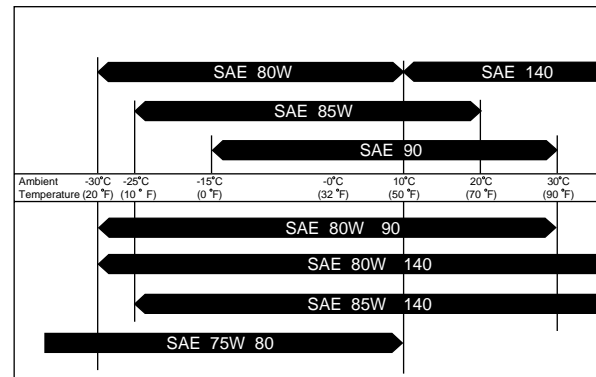 SAE 80W SAE 140
SAE 85W
SAE 90
Ambient -30°C -25°C -15°C -0°C 10°C 20°C 30°C
Temperature (20 °F) (10 ° F) (0 °F) (32 °F) (50 °F) (70 °F) (90 °F)
SAE 80W 90
SAE 80W 140
SAE 85W 140
SAE 75W 80